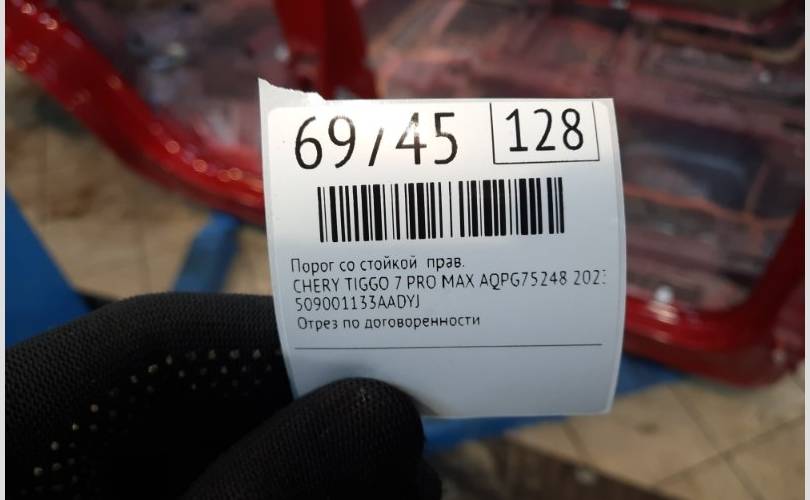 69/45 128
Порог со стойкой прав.
CHERY TIGGO 7 PRO MAX AQPG75248 2023
509001133AADYJ
Отрез по договоренности